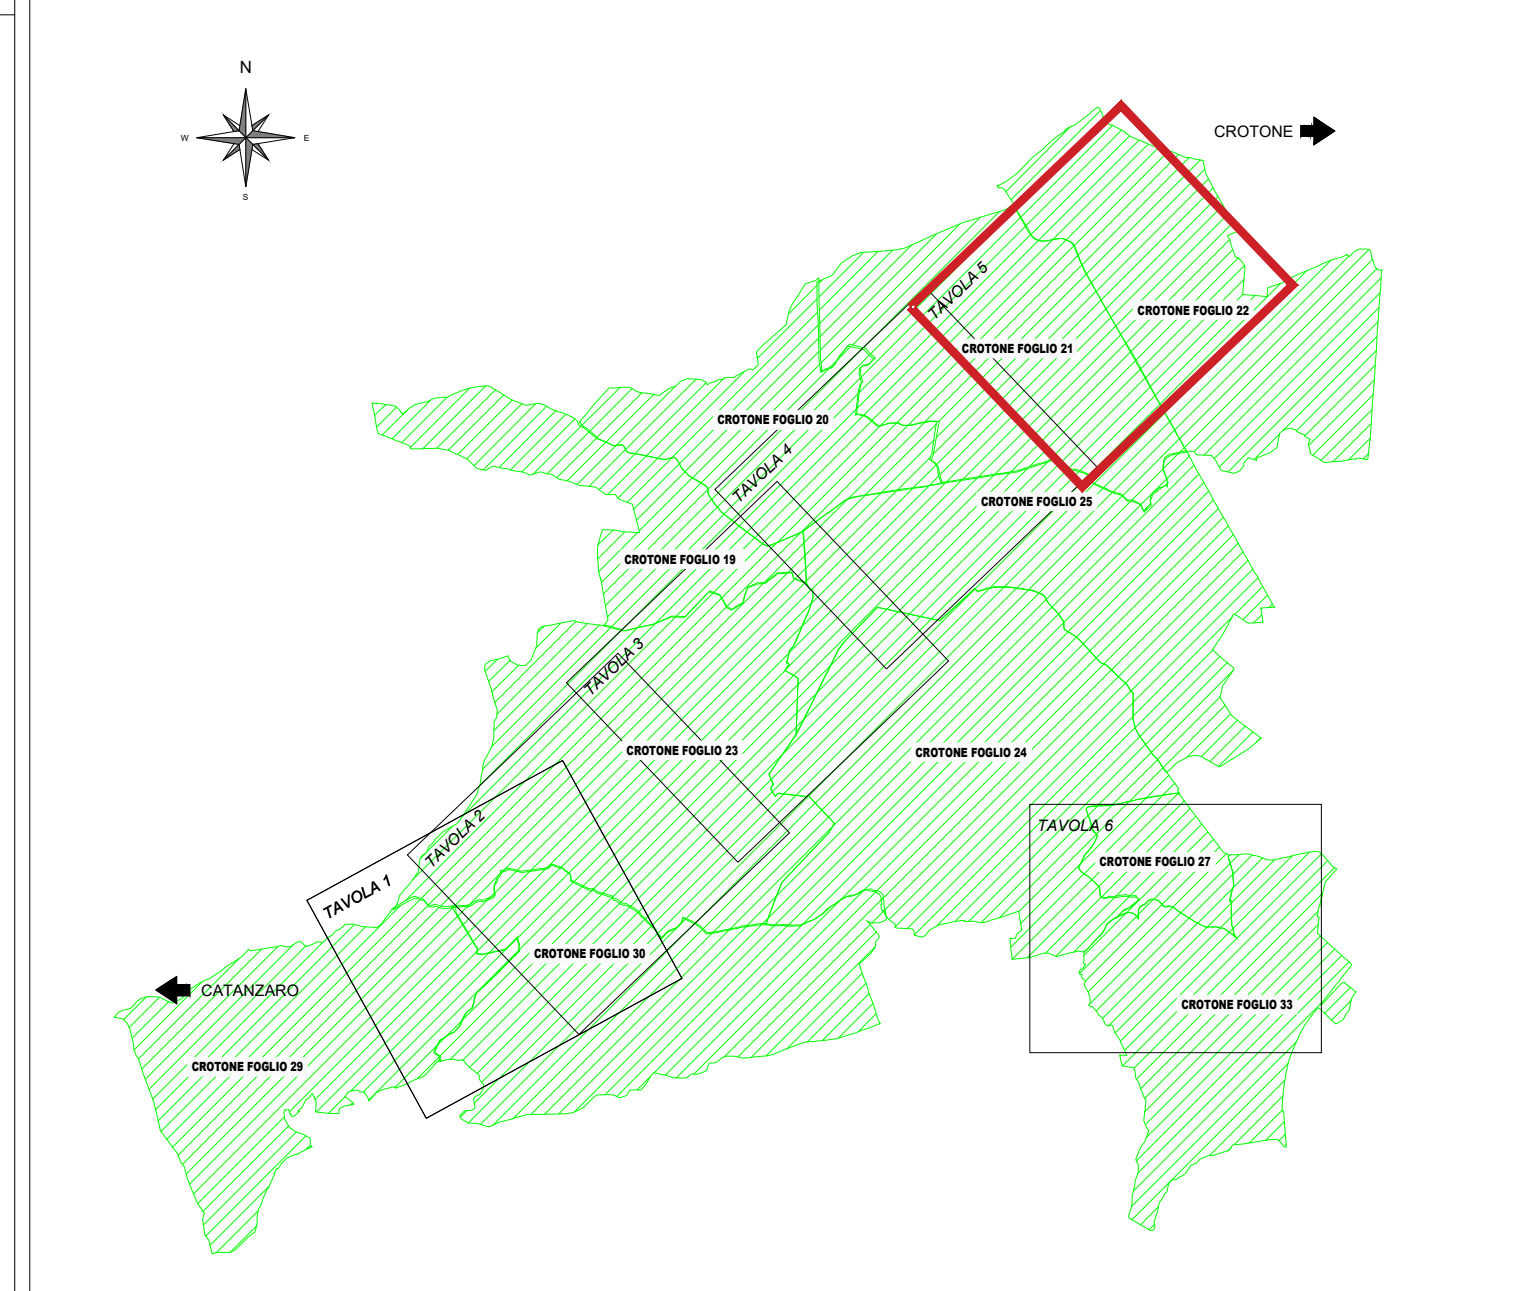 N
W
E
S
CROTONE
TAVOLA 5
CROTONE FOGLIO 22
CROTONE FOGLIO 21
CROTONE FOGLIO 20
TAVOLA 4
CROTONE FOGLIO 25
CROTONE FOGLIO 19
TAVOLA 3
CROTONE FOGLIO 23
CROTONE FOGLIO 24
TAVOLA 2
TAVOLA 6
CROTONE FOGLIO 27
TAVOLA 1
CROTONE FOGLIO 30
CATANZARO
CROTONE FOGLIO 33
CROTONE FOGLIO 29